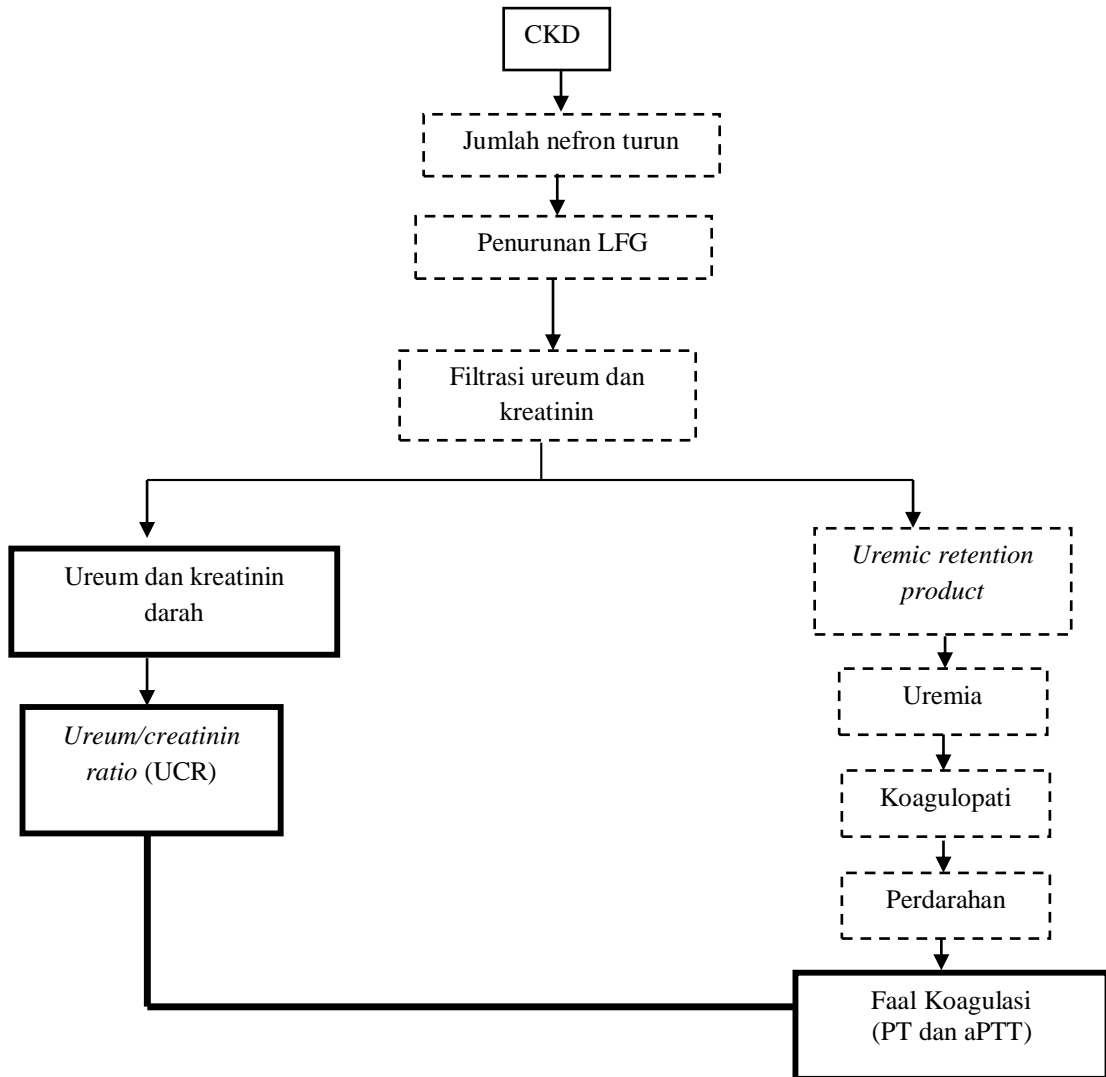 CKD
Jumlah nefron turun
Penurunan LFG
Filtrasi ureum dan
kreatinin
Ureum dan kreatinin
darah
Ureum/creatinin
ratio (UCR)
Uremic retention
product
Uremia
Koagulopati
Perdarahan
Faal Koagulasi
(PT dan aPTT)